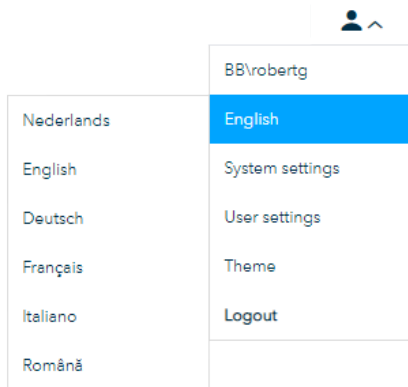 BB\robertg
English
System settings
User settings
Theme
Logout
Nederlands
English
Deutsch
Français
Italiano
Română